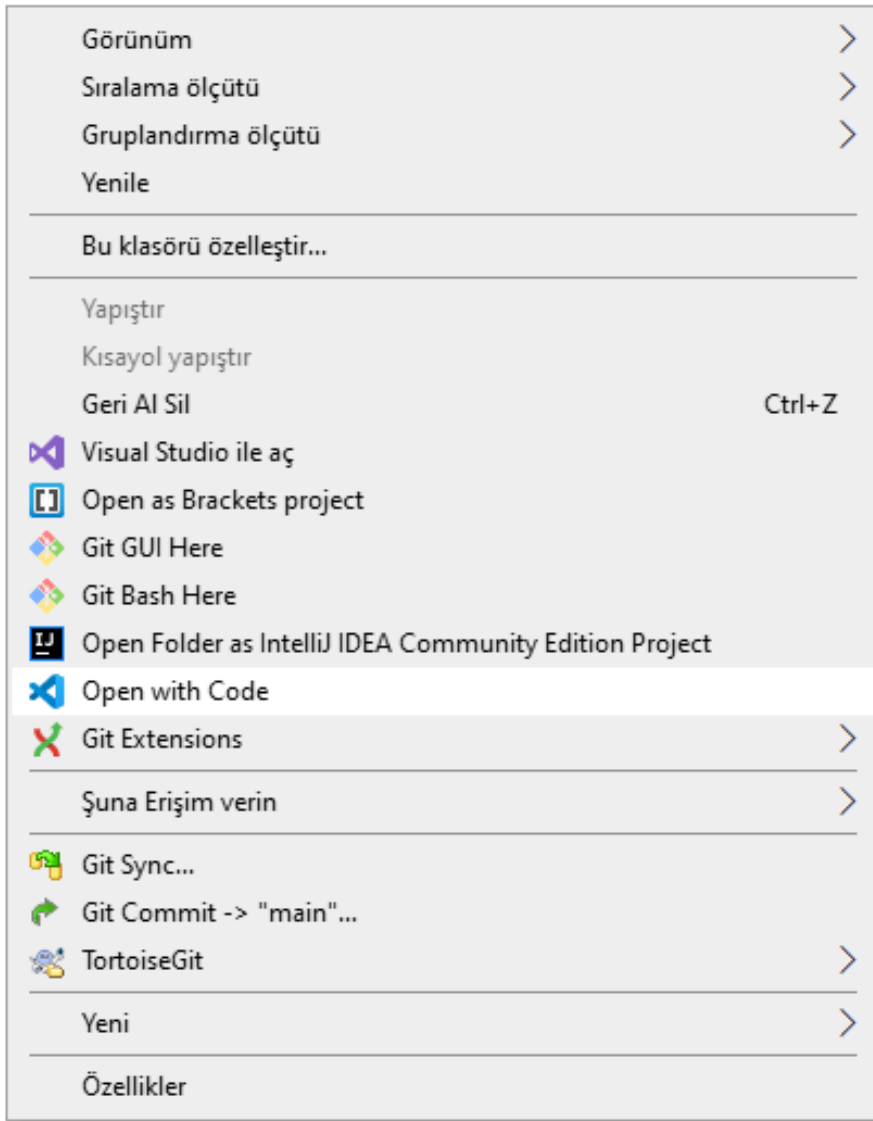 Görünüm
Sıralama ölçütü
Gruplandırma ölçütü
Yenile
Bu klasörü özelleştir...
Yapıştır
Kısayol yapıştır
Geri Al Sil Ctrl+Z
Visual Studio ile aç
Open as Brackets project
Git GUI Here
Git Bash Here
Open Folder as IntelliJ IDEA Community Edition Project
Open with Code
Git Extensions
Şuna Erişim verin
Git Sync...
Git Commit -> "main"...
TortoiseGit
Yeni
Özellikler